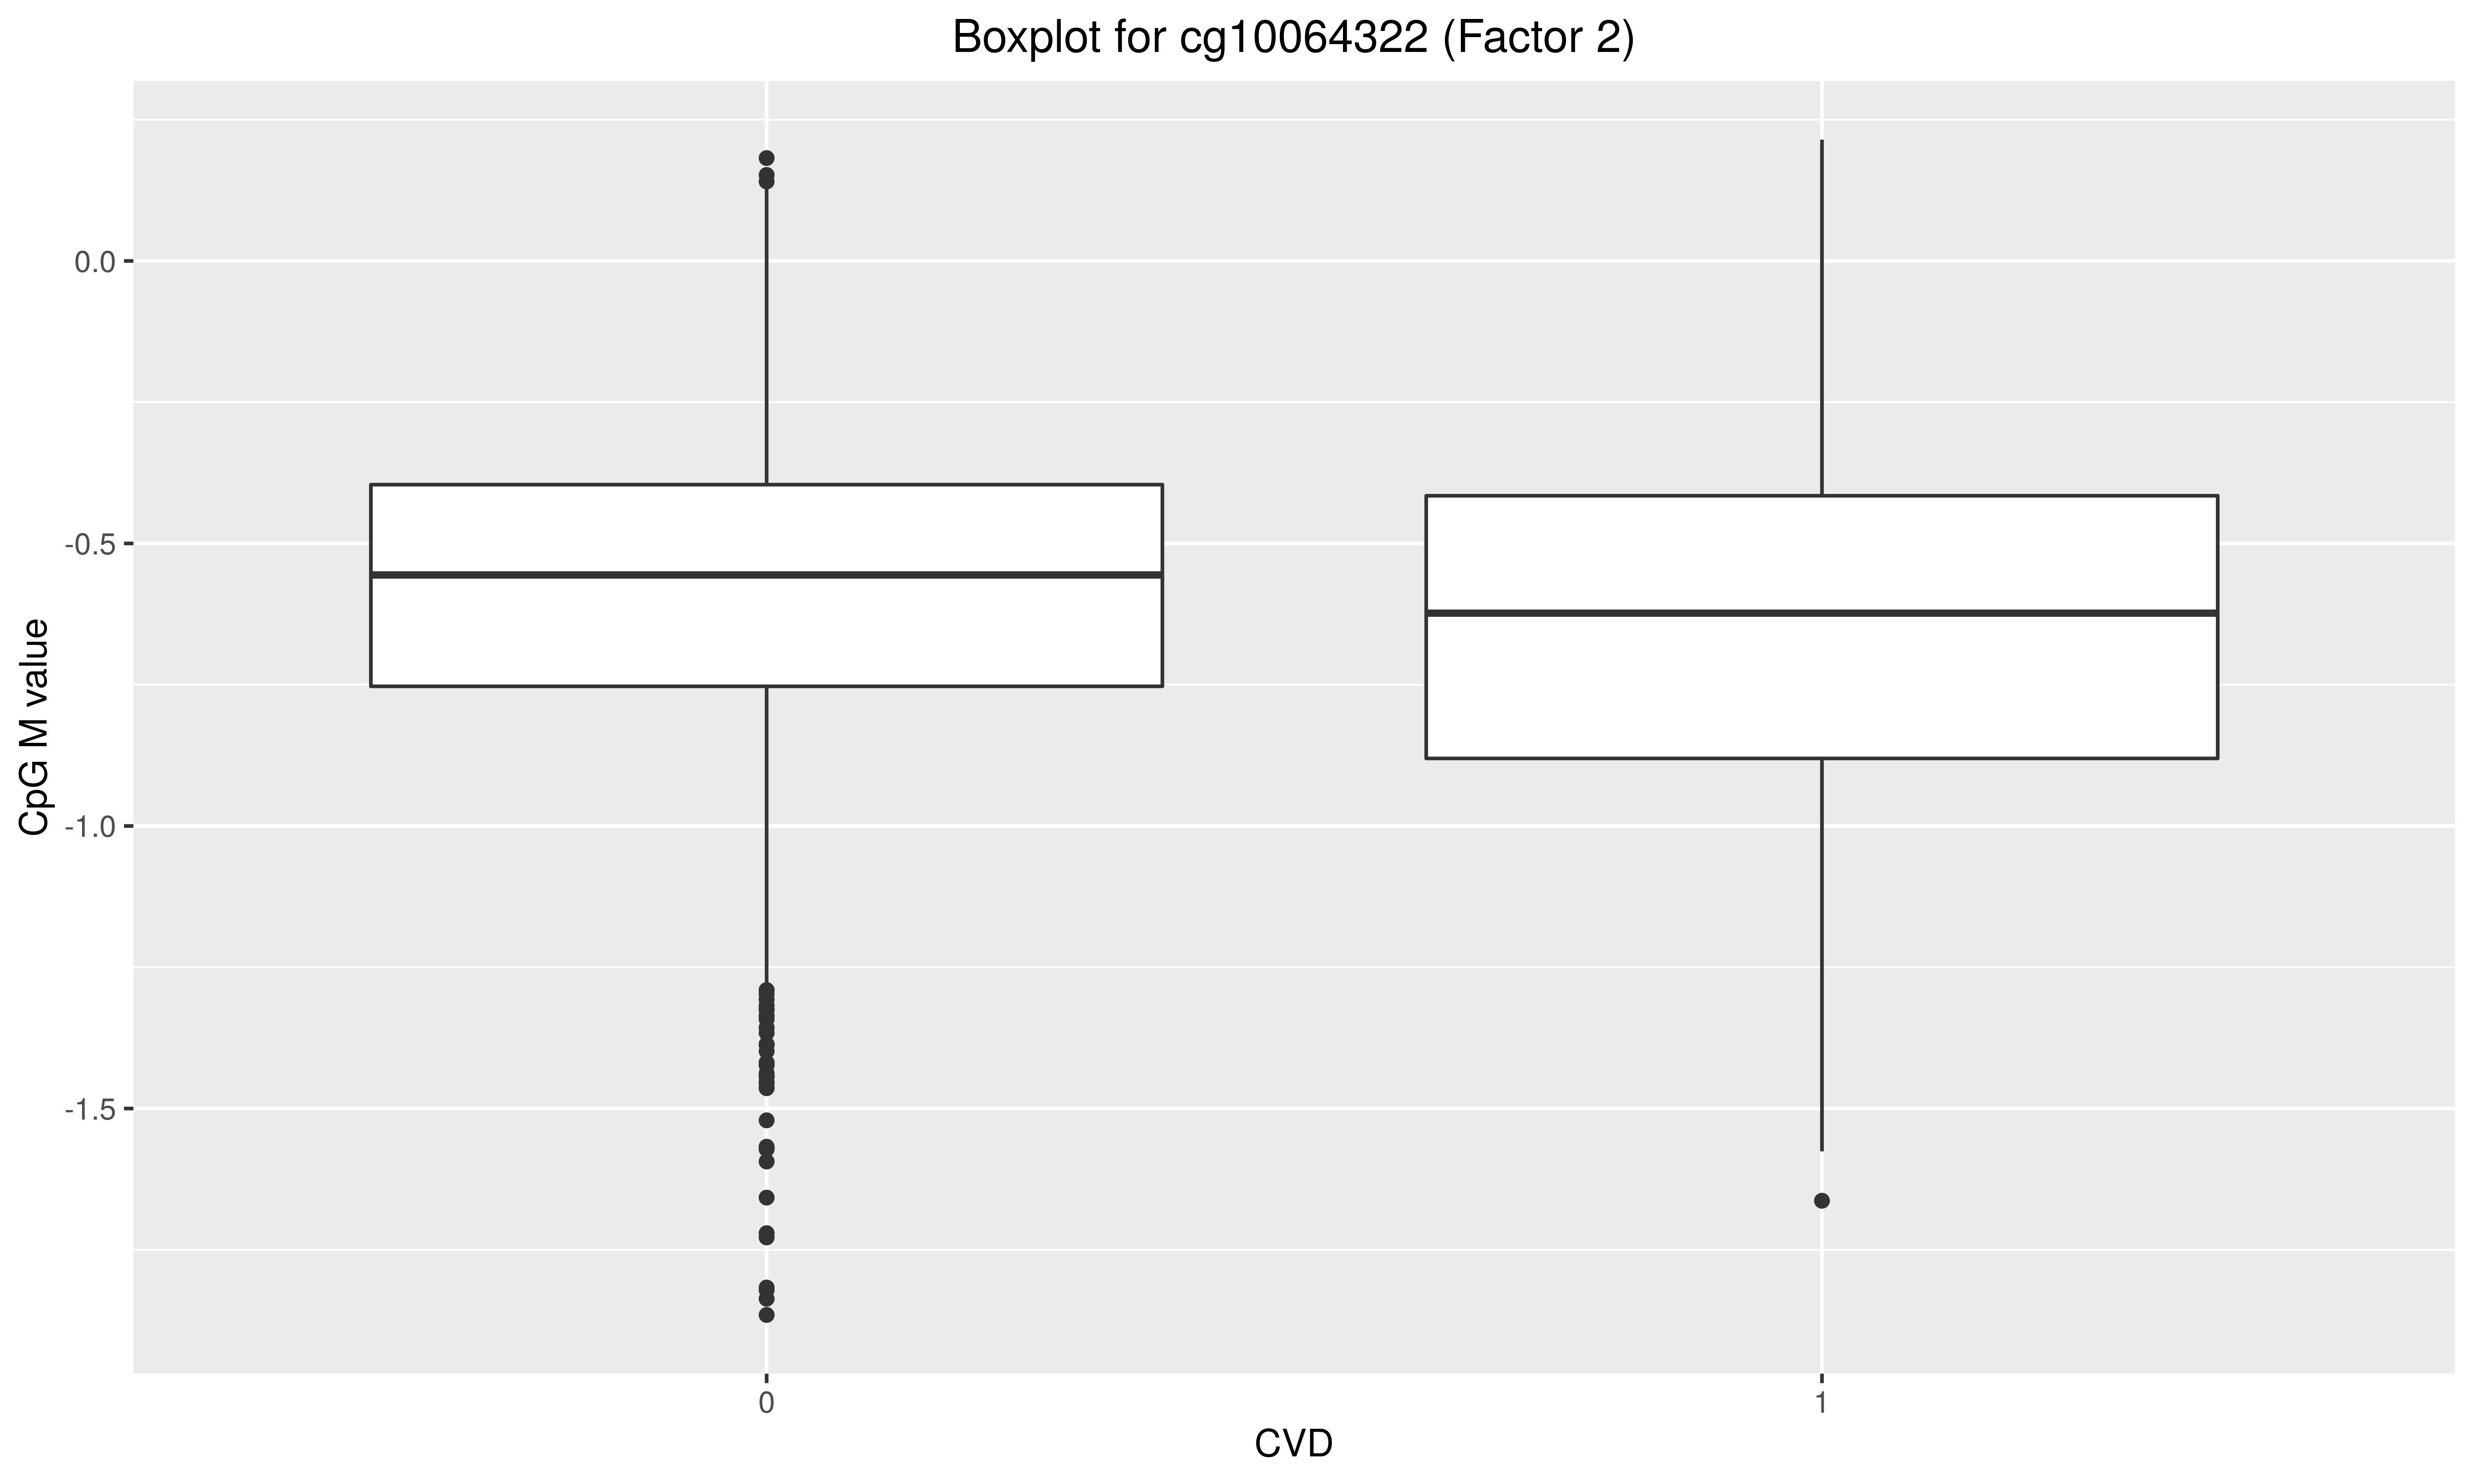 Boxplot for cg10064322 (Factor 2)
CpG M value
0.0
-0.5
-1.0
-1.5
0
1
CVD